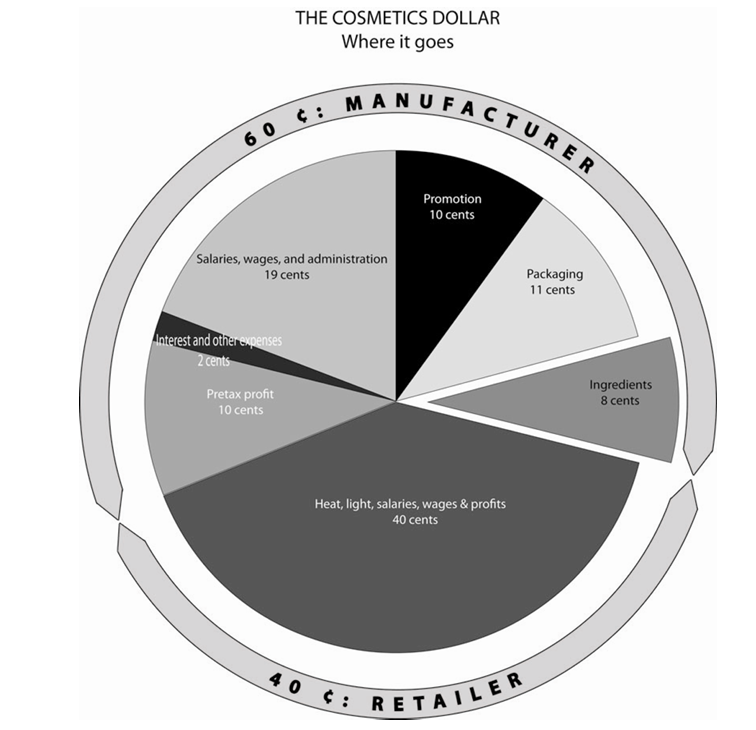 THE COSMETICS DOLLAR
Where it goes
60 ¢: MANUFACTURER
Promotion
10 cents
Packaging
11 cents
Ingredients
8 cents
Heat, light, salaries, wages & profits
40 cents
Pretax profit
10 cents
Interest and other expenses
2 cents
Salaries, wages, and administration
19 cents
40 ¢: RETAILER